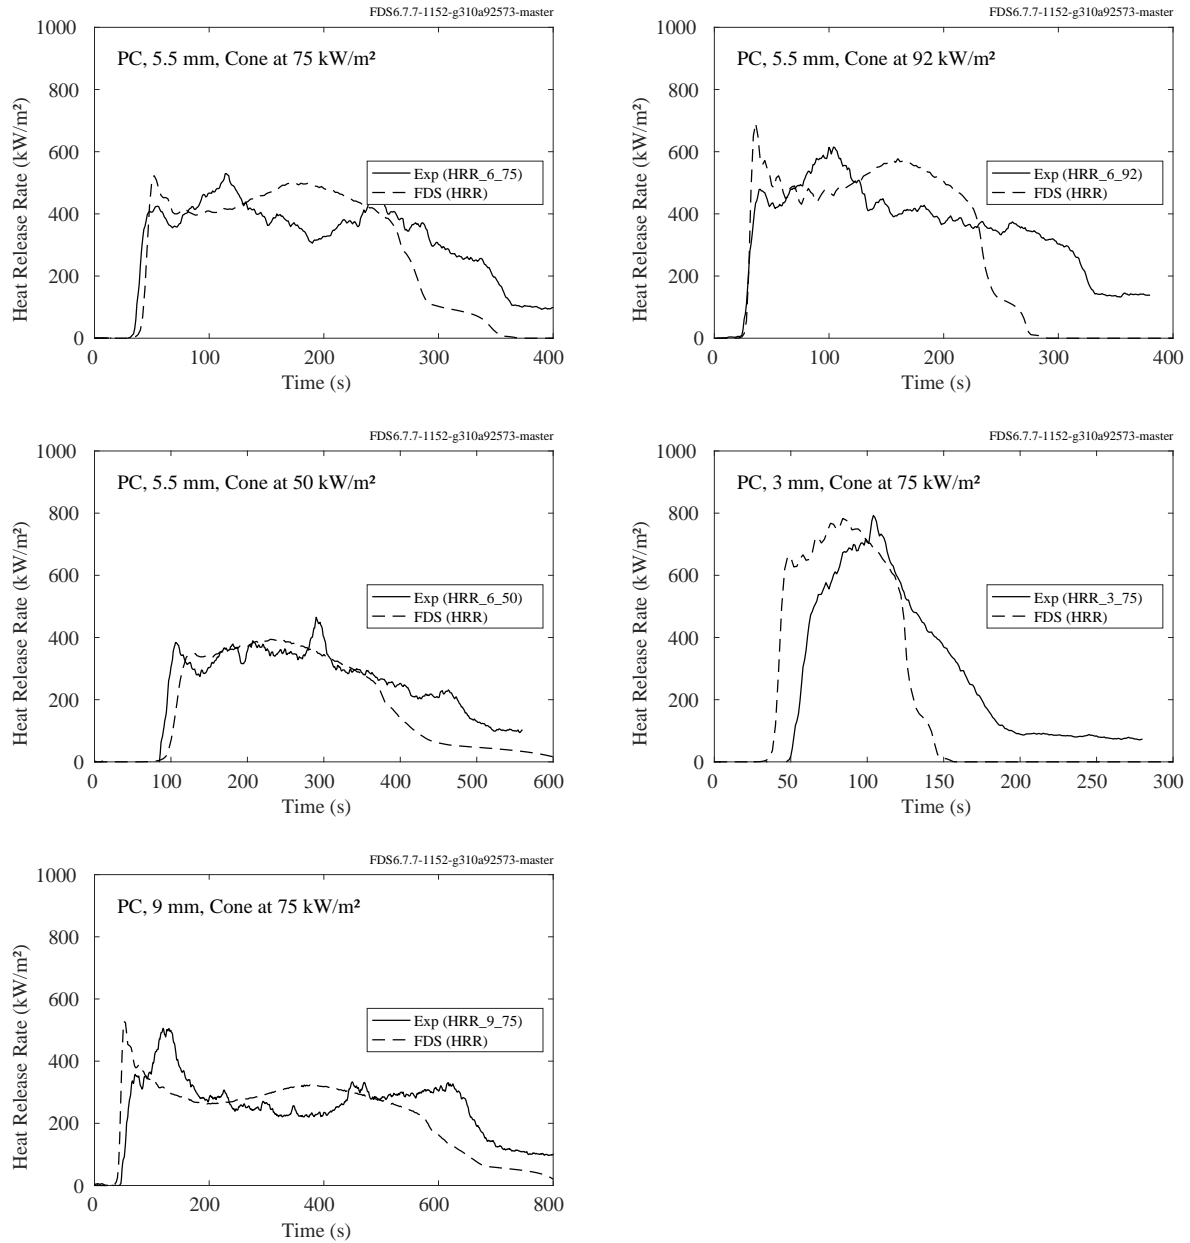 FDS6.7.7-1152-g310a92573-master
PC, 5.5 mm, Cone at 75 kW/m²
Heat Release Rate (kW/m²)
1000
800
600
400
200
0
Exp (HRR_6_75)
FDS (HRR)
0 100 200 300 400
Time (s)
FDS6.7.7-1152-g310a92573-master
PC, 5.5 mm, Cone at 92 kW/m²
Heat Release Rate (kW/m²)
1000
800
600
400
200
0
Exp (HRR_6_92)
FDS (HRR)
0 100 200 300 400
Time (s)
FDS6.7.7-1152-g310a92573-master
PC, 5.5 mm, Cone at 50 kW/m²
Heat Release Rate (kW/m²)
1000
800
600
400
200
0
Exp (HRR_6_50)
FDS (HRR)
0 100 200 300 400 500 600
Time (s)
FDS6.7.7-1152-g310a92573-master
PC, 3 mm, Cone at 75 kW/m²
Heat Release Rate (kW/m²)
1000
800
600
400
200
0
Exp (HRR_3_75)
FDS (HRR)
0 50 100 150 200 250 300
Time (s)
FDS6.7.7-1152-g310a92573-master
PC, 9 mm, Cone at 75 kW/m²
Heat Release Rate (kW/m²)
1000
800
600
400
200
0
Exp (HRR_9_75)
FDS (HRR)
0 200 400 600 800
Time (s)